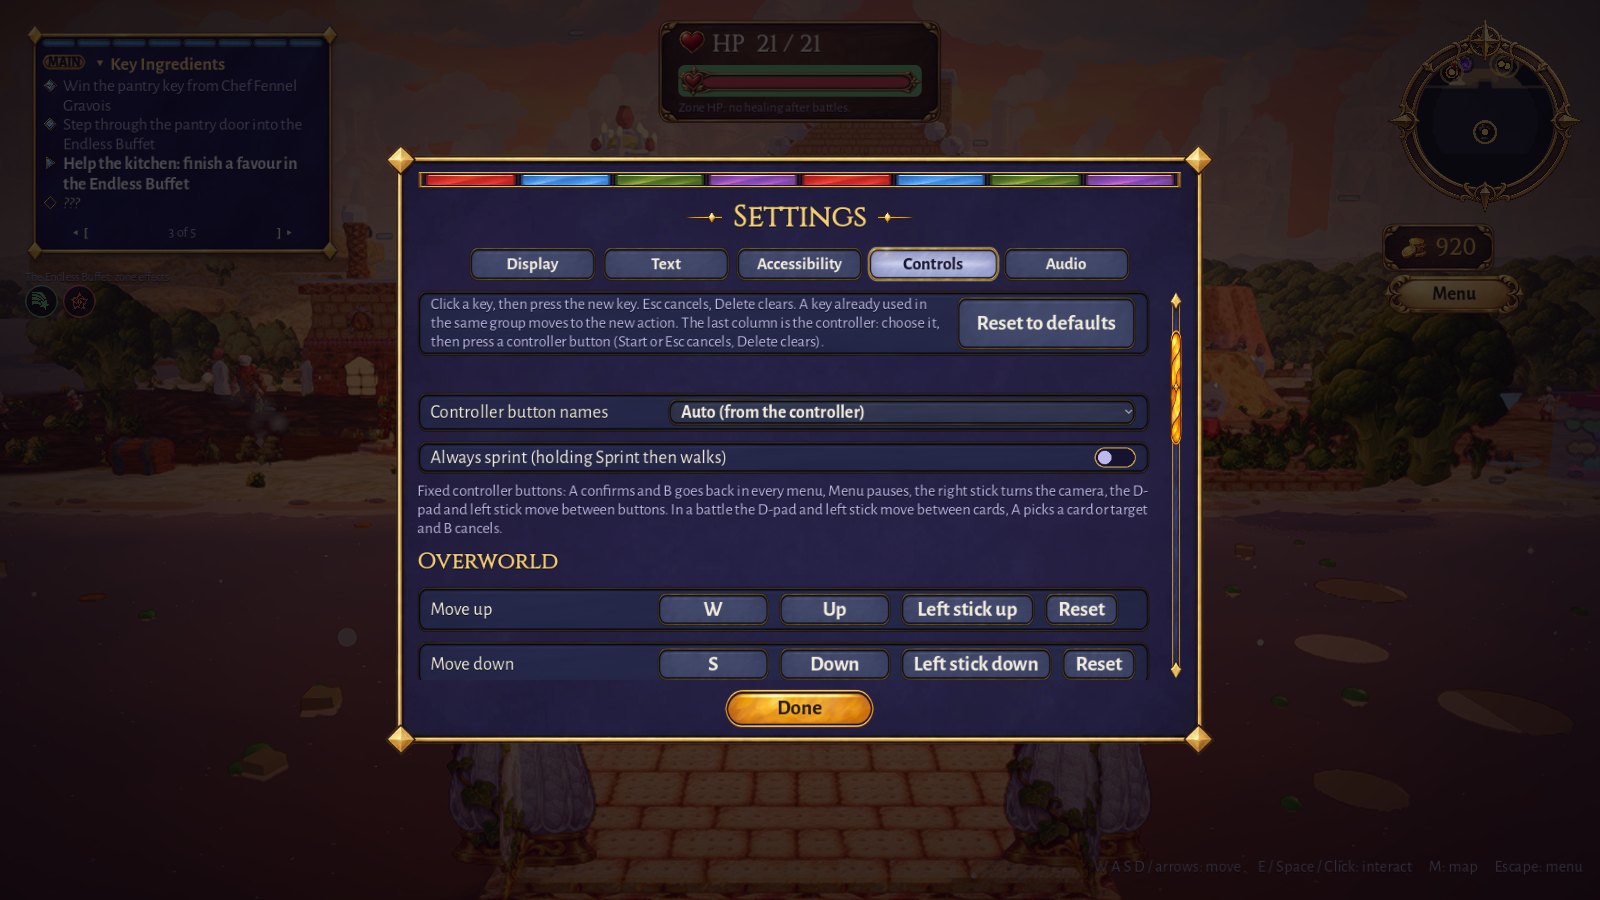 MAIN ▼ Key Ingredients
Win the pantry key from Chef Fennel
Gravois
Step through the pantry door into the
Endless Buffet
Help the kitchen: finish a favour in
the Endless Buffet
???
[ 3 of 5 ]
The Endless Buffet: zone effects
HP 21 / 21
Zone HP: no healing after battles.
920
Menu
SETTINGS
Display Text Accessibility Controls Audio
Click a key, then press the new key. Esc cancels, Delete clears. A key already used in
the same group moves to the new action. The last column is the controller: choose it,
then press a controller button (Start or Esc cancels, Delete clears).
Reset to defaults
Controller button names Auto (from the controller)
Always sprint (holding Sprint then walks)
Fixed controller buttons: A confirms and B goes back in every menu, Menu pauses, the right stick turns the camera, the D-
pad and left stick move between buttons. In a battle the D-pad and left stick move between cards, A picks a card or target
and B cancels.
OVERWORLD
Move up W Up Left stick up Reset
Move down S Down Left stick down Reset
Done
W A S D / arrows: move E / Space / Click: interact M: map Escape: menu